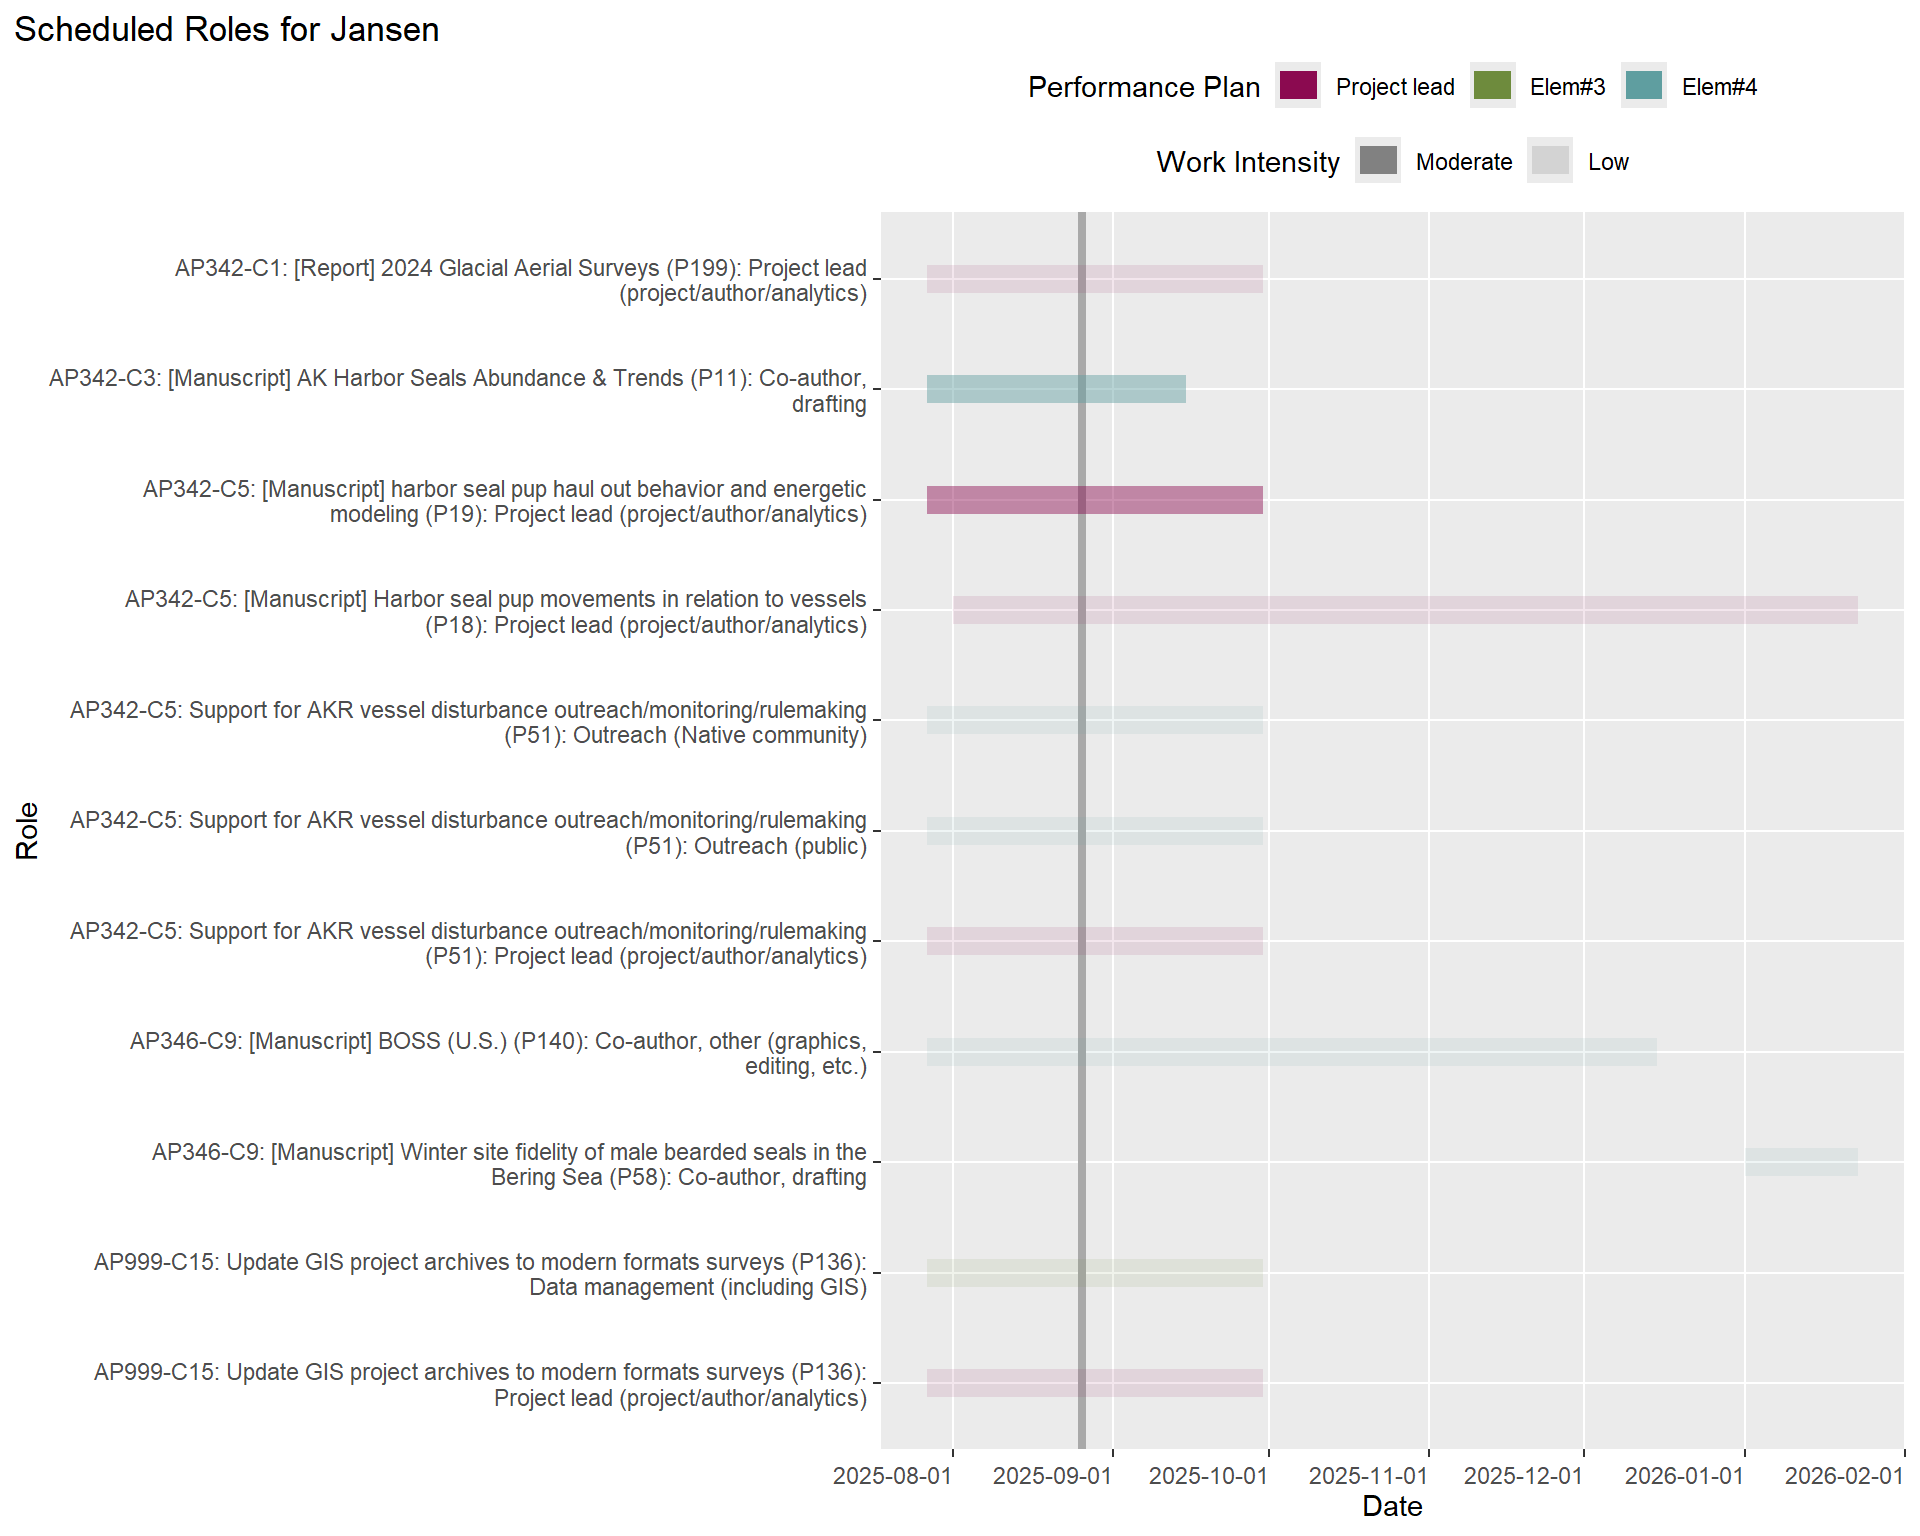 Scheduled Roles for Jansen
Performance Plan Project lead Elem#3 Elem#4
Work Intensity Moderate Low
AP342-C1: [Report] 2024 Glacial Aerial Surveys (P199): Project lead
(project/author/analytics)
AP342-C3: [Manuscript] AK Harbor Seals Abundance & Trends (P11): Co-author,
drafting
AP342-C5: [Manuscript] harbor seal pup haul out behavior and energetic
modeling (P19): Project lead (project/author/analytics)
AP342-C5: [Manuscript] Harbor seal pup movements in relation to vessels
(P18): Project lead (project/author/analytics)
AP342-C5: Support for AKR vessel disturbance outreach/monitoring/rulemaking
(P51): Outreach (Native community)
AP342-C5: Support for AKR vessel disturbance outreach/monitoring/rulemaking
(P51): Outreach (public)
AP342-C5: Support for AKR vessel disturbance outreach/monitoring/rulemaking
(P51): Project lead (project/author/analytics)
AP346-C9: [Manuscript] BOSS (U.S.) (P140): Co-author, other (graphics,
editing, etc.)
AP346-C9: [Manuscript] Winter site fidelity of male bearded seals in the
Bering Sea (P58): Co-author, drafting
AP999-C15: Update GIS project archives to modern formats surveys (P136):
Data management (including GIS)
AP999-C15: Update GIS project archives to modern formats surveys (P136):
Project lead (project/author/analytics)
Role
2025-08-01 2025-09-01 2025-10-01 2025-11-01 2025-12-01 2026-01-01 2026-02-01
Date